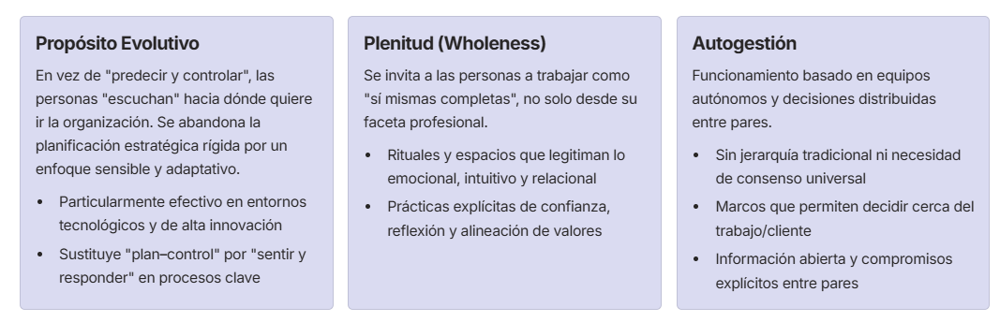 Propósito Evolutivo
En vez de "predecir y controlar", las
personas "escuchan" hacia dónde quiere
ir la organización. Se abandona la
planificación estratégica rígida por un
enfoque sensible y adaptativo.
• Particularmente efectivo en entornos
tecnológicos y de alta innovación
• Sustituye "plan–control" por "sentir y
responder" en procesos clave
Plenitud (Wholeness)
Se invita a las personas a trabajar como
"sí mismas completas", no solo desde su
faceta profesional.
• Rituales y espacios que legitiman lo
emocional, intuitivo y relacional
• Prácticas explícitas de confianza,
reflexión y alineación de valores
Autogestión
Funcionamiento basado en equipos
autónomos y decisiones distribuidas
entre pares.
• Sin jerarquía tradicional ni necesidad
de consenso universal
• Marcos que permiten decidir cerca del
trabajo/cliente
• Información abierta y compromisos
explícitos entre pares